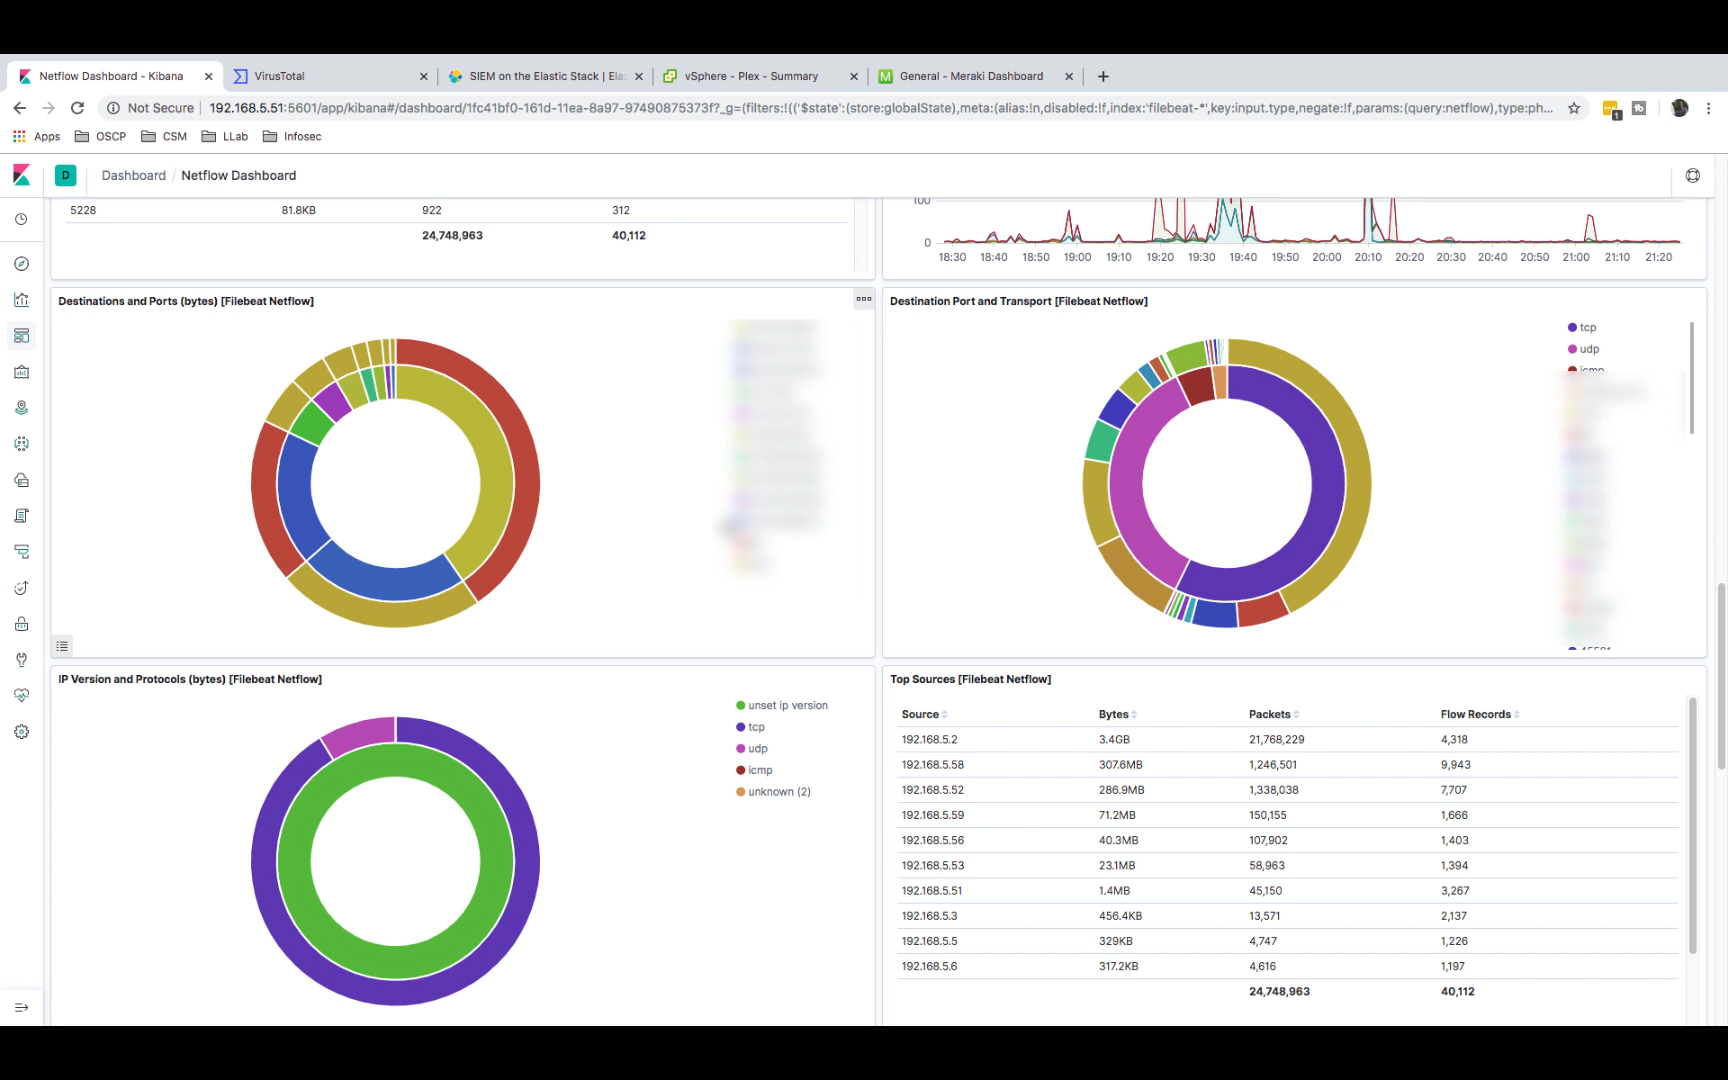 Netflow Dashboard - Kibana
VirusTotal
SIEM on the Elastic Stack | Ela
vSphere - Plex - Summary
General - Meraki Dashboard
Not Secure 192.168.5.51:5601/app/kibana#/dashboard/1fc41bf0-161d-11ea-8a97-97490875373f?_g=(filters:!(('$state':(store:globalState),meta:(alias:!n,disabled:!f,index:'filebeat-*',key:input.type,negate:!f,params:(query:netflow),type:ph...
1
Apps OSCP CSM LLab Infosec
D Dashboard / Netflow Dashboard
5228 81.8KB 922 312
24,748,963 40,112
100
0
18:30 18:40 18:50 19:00 19:10 19:20 19:30 19:40 19:50 20:00 20:10 20:20 20:30 20:40 20:50 21:00 21:10 21:20
Destinations and Ports (bytes) [Filebeat Netflow]
Destination Port and Transport [Filebeat Netflow]
tcp
udp
icmp
IP Version and Protocols (bytes) [Filebeat Netflow]
unset ip version
tcp
udp
icmp
unknown (2)
Top Sources [Filebeat Netflow]
Source Bytes Packets Flow Records
192.168.5.2 3.4GB 21,768,229 4,318
192.168.5.58 307.6MB 1,246,501 9,943
192.168.5.52 286.9MB 1,338,038 7,707
192.168.5.59 71.2MB 150,155 1,666
192.168.5.56 40.3MB 107,902 1,403
192.168.5.53 23.1MB 58,963 1,394
192.168.5.51 1.4MB 45,150 3,267
192.168.5.3 456.4KB 13,571 2,137
192.168.5.5 329KB 4,747 1,226
192.168.5.6 317.2KB 4,616 1,197
24,748,963 40,112